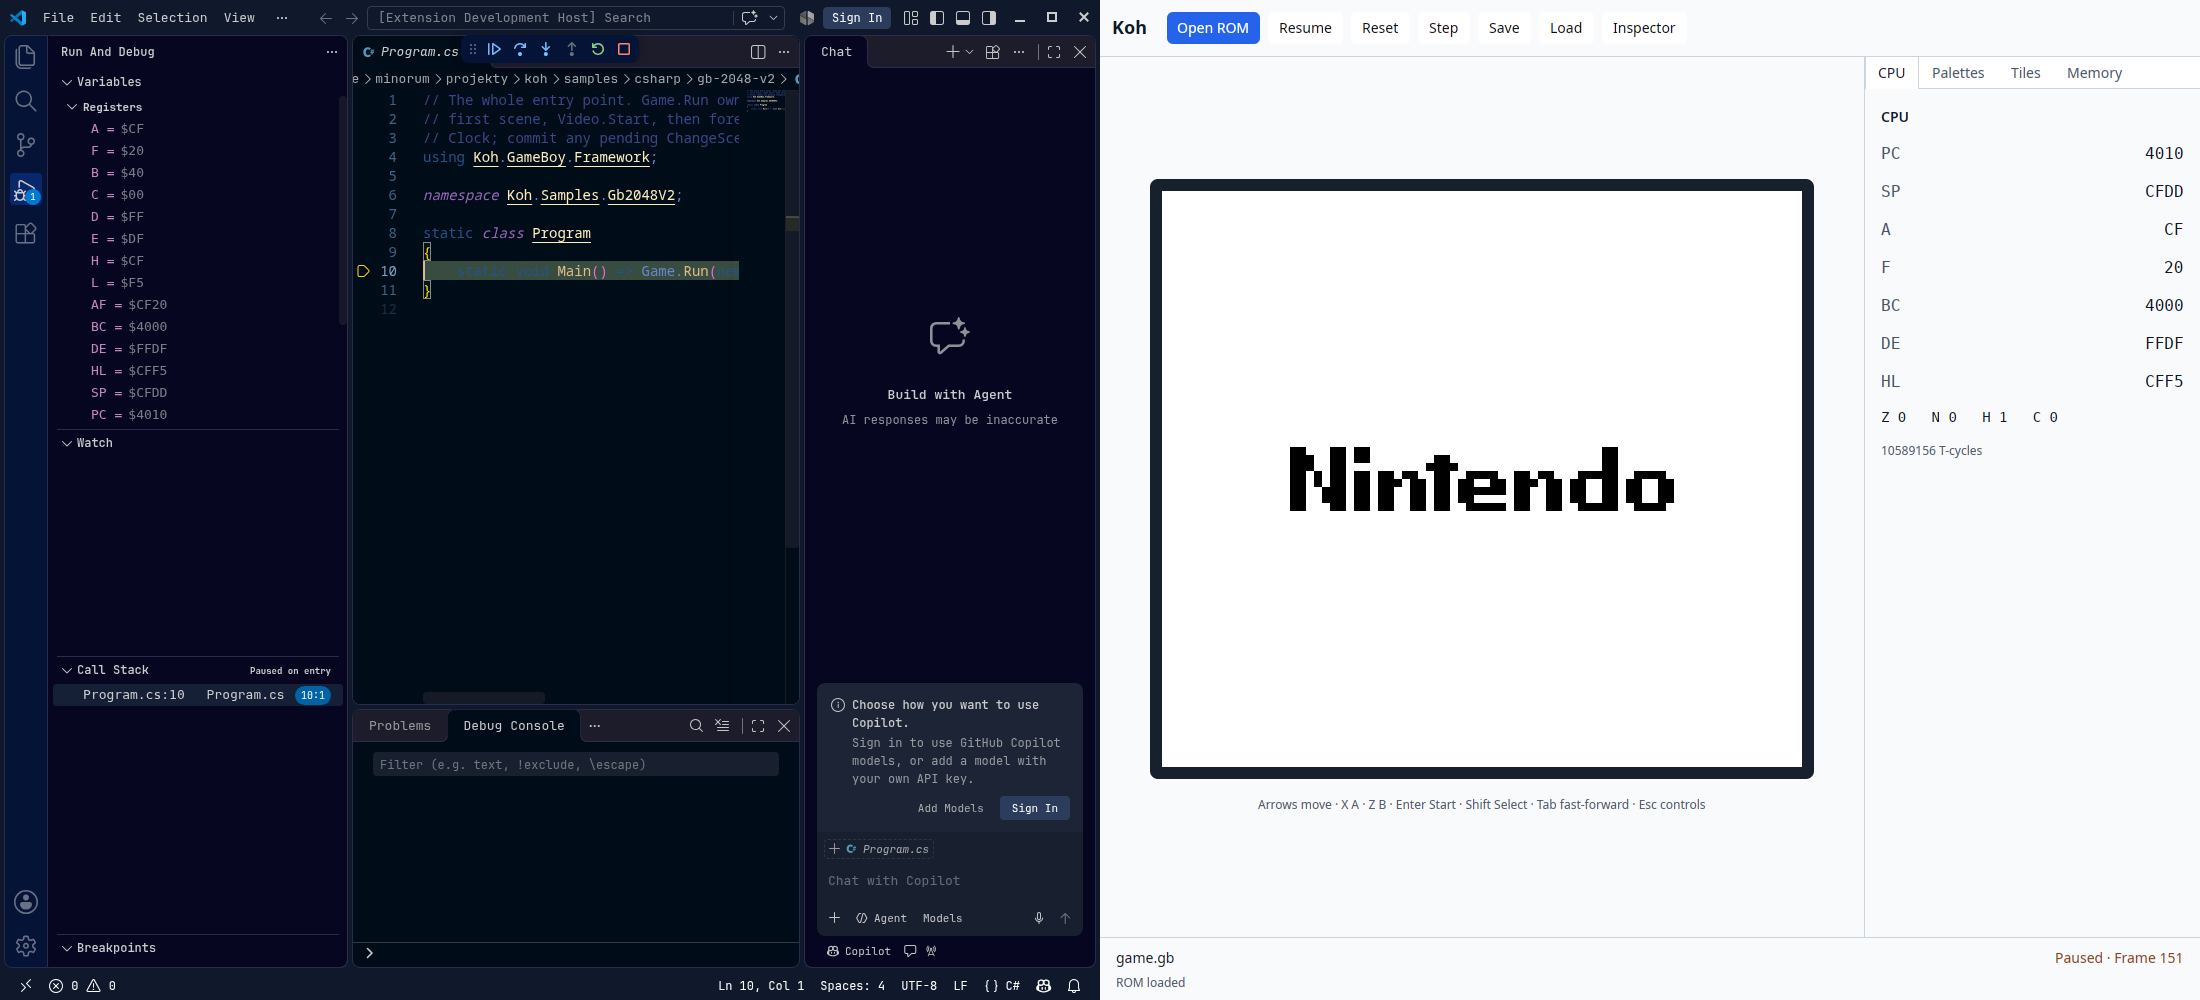 File Edit Selection View ··· [Extension Development Host] Search Sign In
Run And Debug ···
Variables
Registers
A = $CF
F = $20
B = $40
C = $00
D = $FF
E = $DF
H = $CF
L = $F5
AF = $CF20
BC = $4000
DE = $FFDF
HL = $CFF5
SP = $CFDD
PC = $4010
Watch
Call Stack Paused on entry
Program.cs:10 Program.cs 10:1
Breakpoints
1
Program.cs
e > minorum > projekty > koh > samples > csharp > gb-2048-v2 >
1 // The whole entry point. Game.Run own
2 // first scene, Video.Start, then fore
3 // Clock; commit any pending ChangeSce
4 using Koh.GameBoy.Framework;
5
6 namespace Koh.Samples.Gb2048V2;
7
8 static class Program
9 {
10 static void Main() => Game.Run(
11 }
12
Problems Debug Console ···
Filter (e.g. text, !exclude, \escape)
Chat
Build with Agent
AI responses may be inaccurate
Choose how you want to use
Copilot.
Sign in to use GitHub Copilot
models, or add a model with
your own API key.
Add Models Sign In
Program.cs
Chat with Copilot
Agent Models
Copilot
0 0 Ln 10, Col 1 Spaces: 4 UTF-8 LF {} C#
Koh Open ROM Resume Reset Step Save Load Inspector
Nintendo
Arrows move · X A · Z B · Enter Start · Shift Select · Tab fast-forward · Esc controls
CPU Palettes Tiles Memory
CPU
PC 4010
SP CFDD
A CF
F 20
BC 4000
DE FFDF
HL CFF5
Z 0 N 0 H 1 C 0
10589156 T-cycles
game.gb Paused · Frame 151
ROM loaded